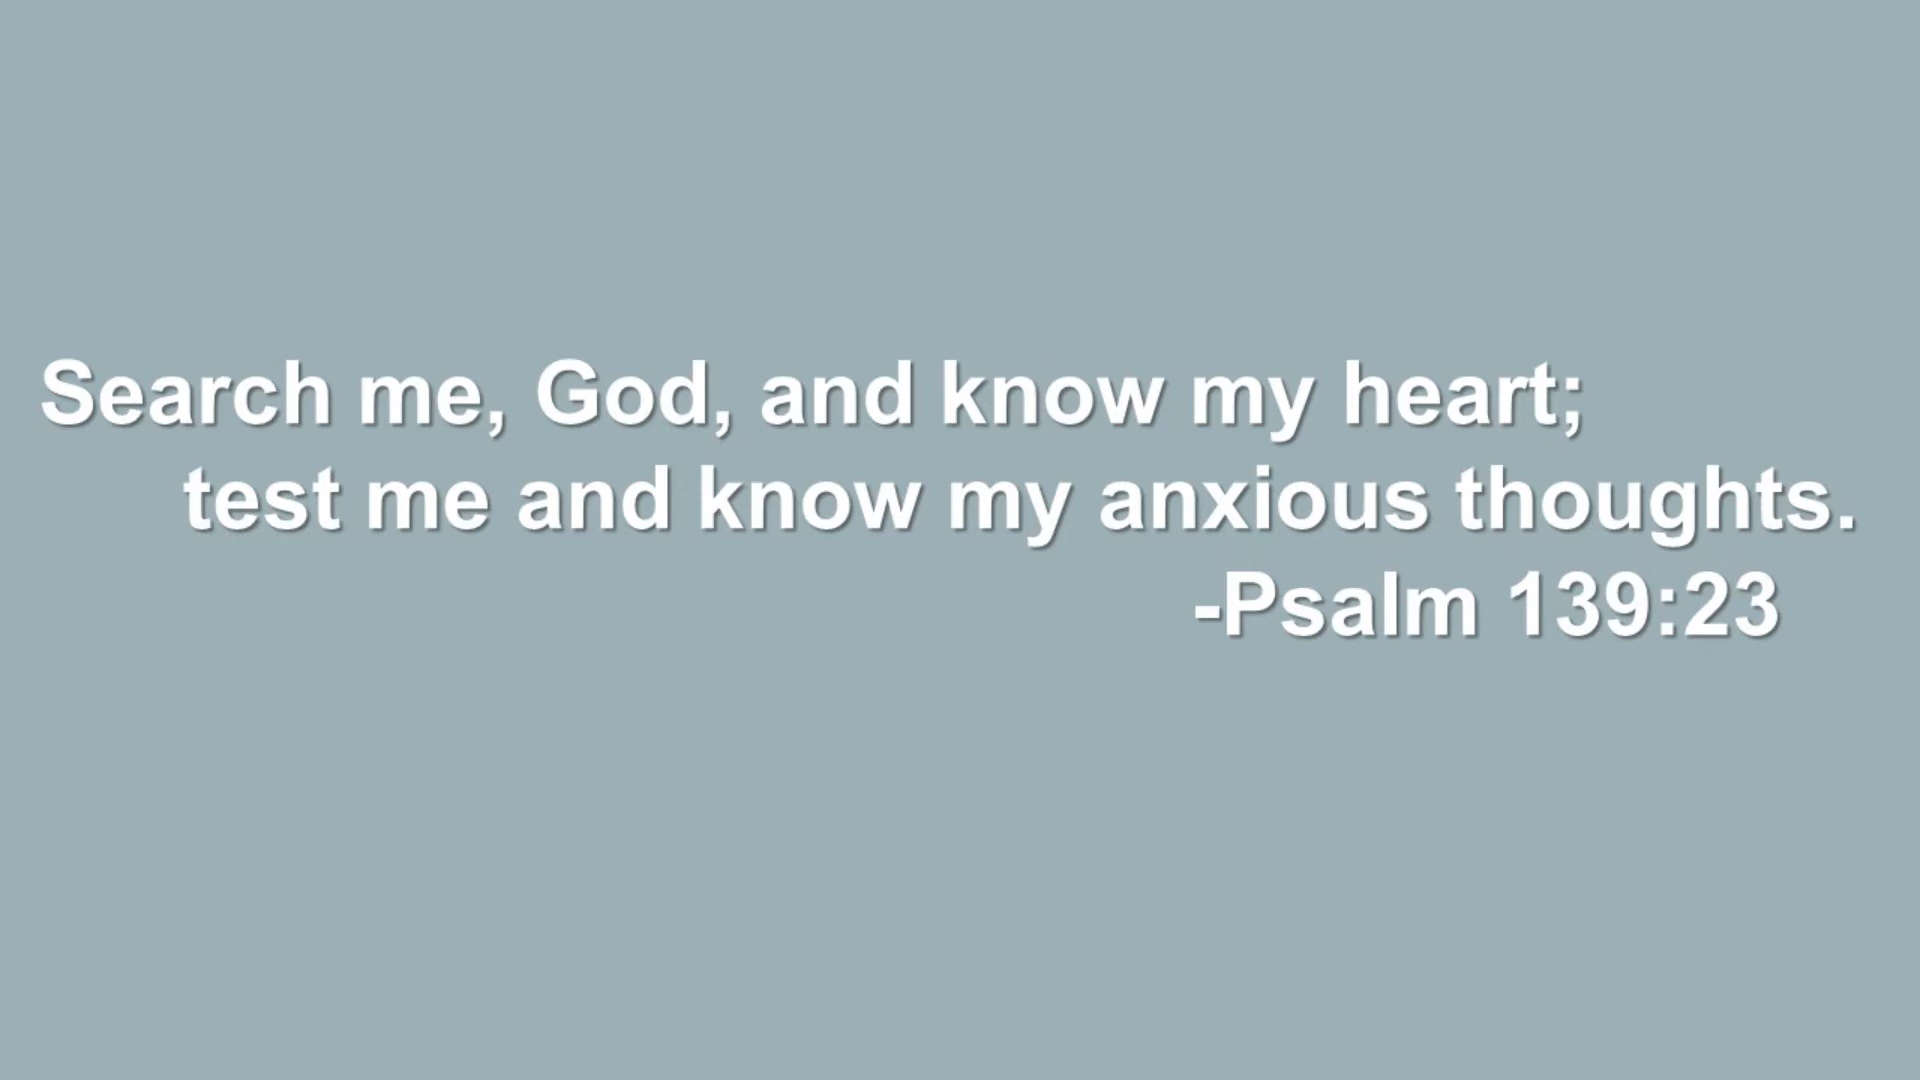 Search me, God, and know my heart;
test me and know my anxious thoughts.
-Psalm 139:23